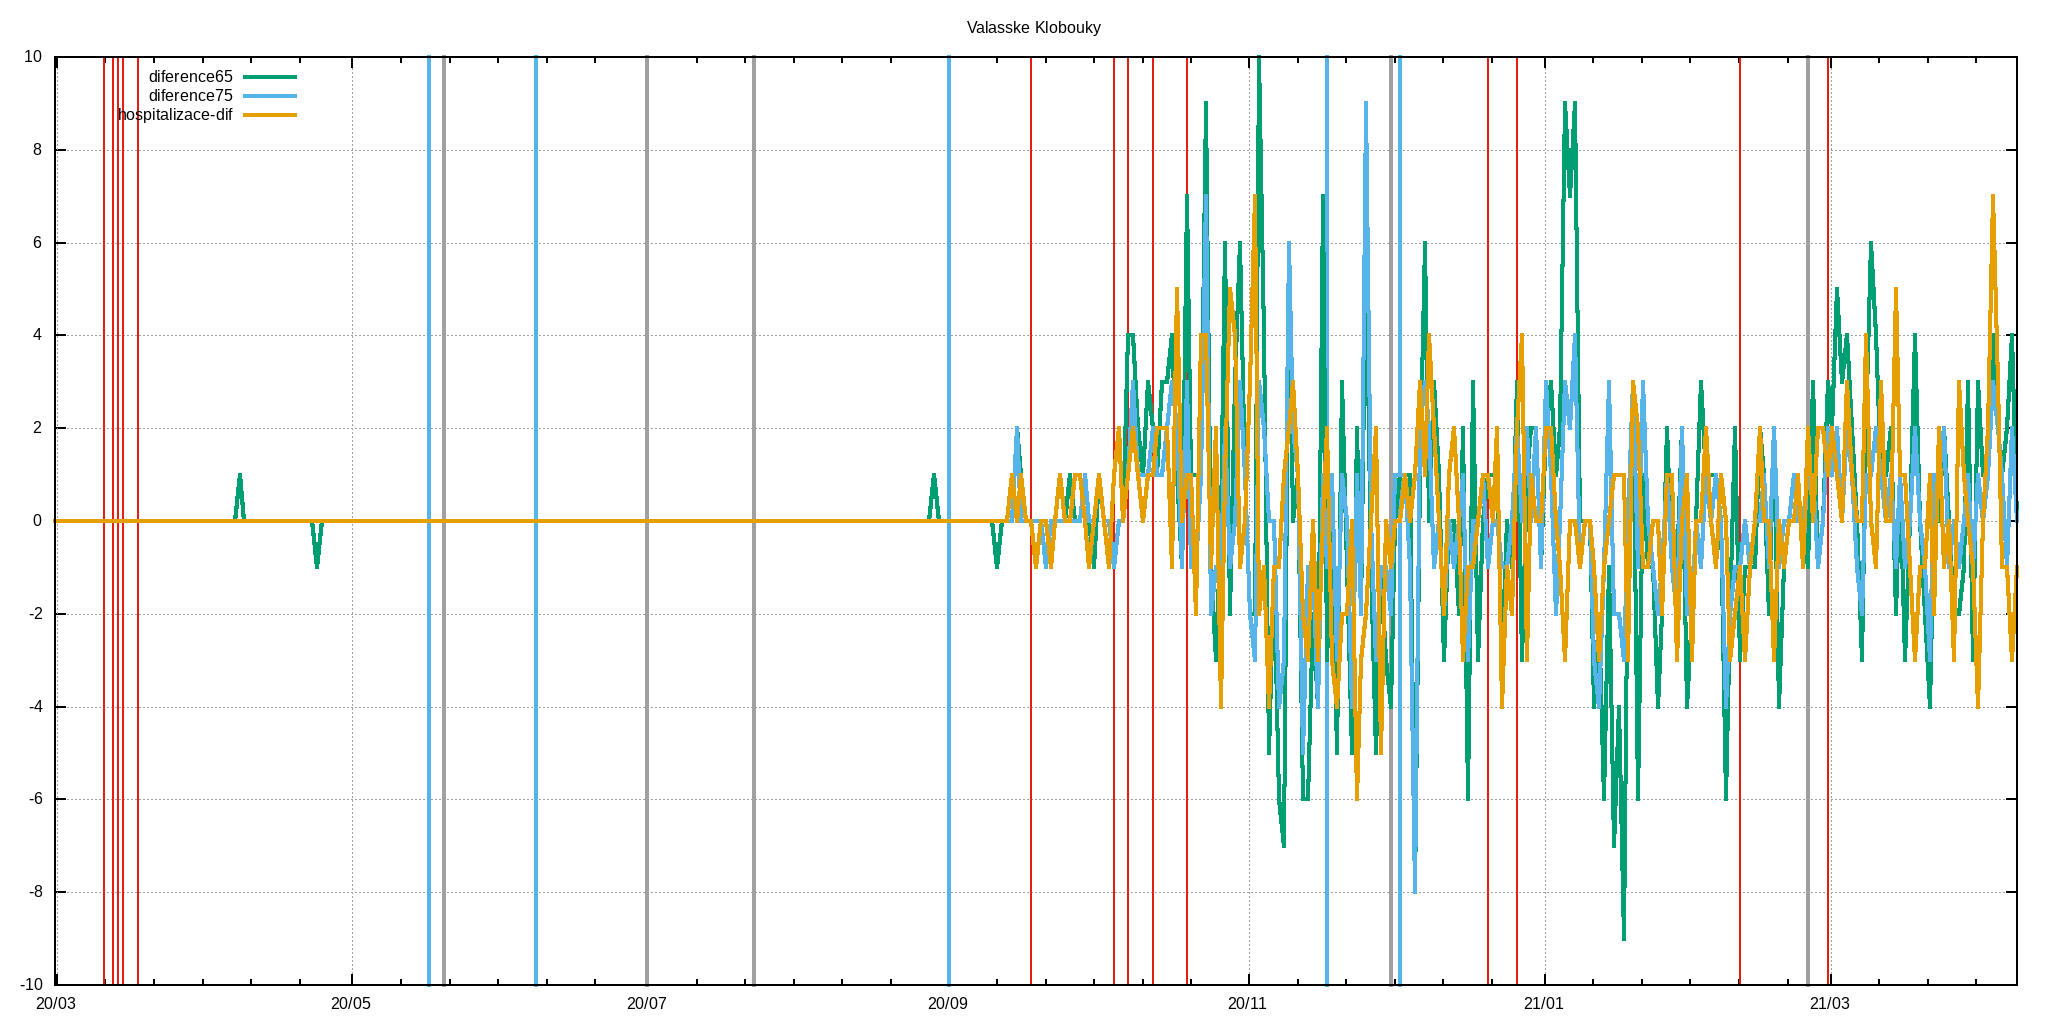 Valasske Klobouky
10
diference65
diference75
hospitalizace-dif
8
6
4
2
0
-2
-4
-6
-8
-10
20/03 20/05 20/07 20/09 20/11 21/01 21/03